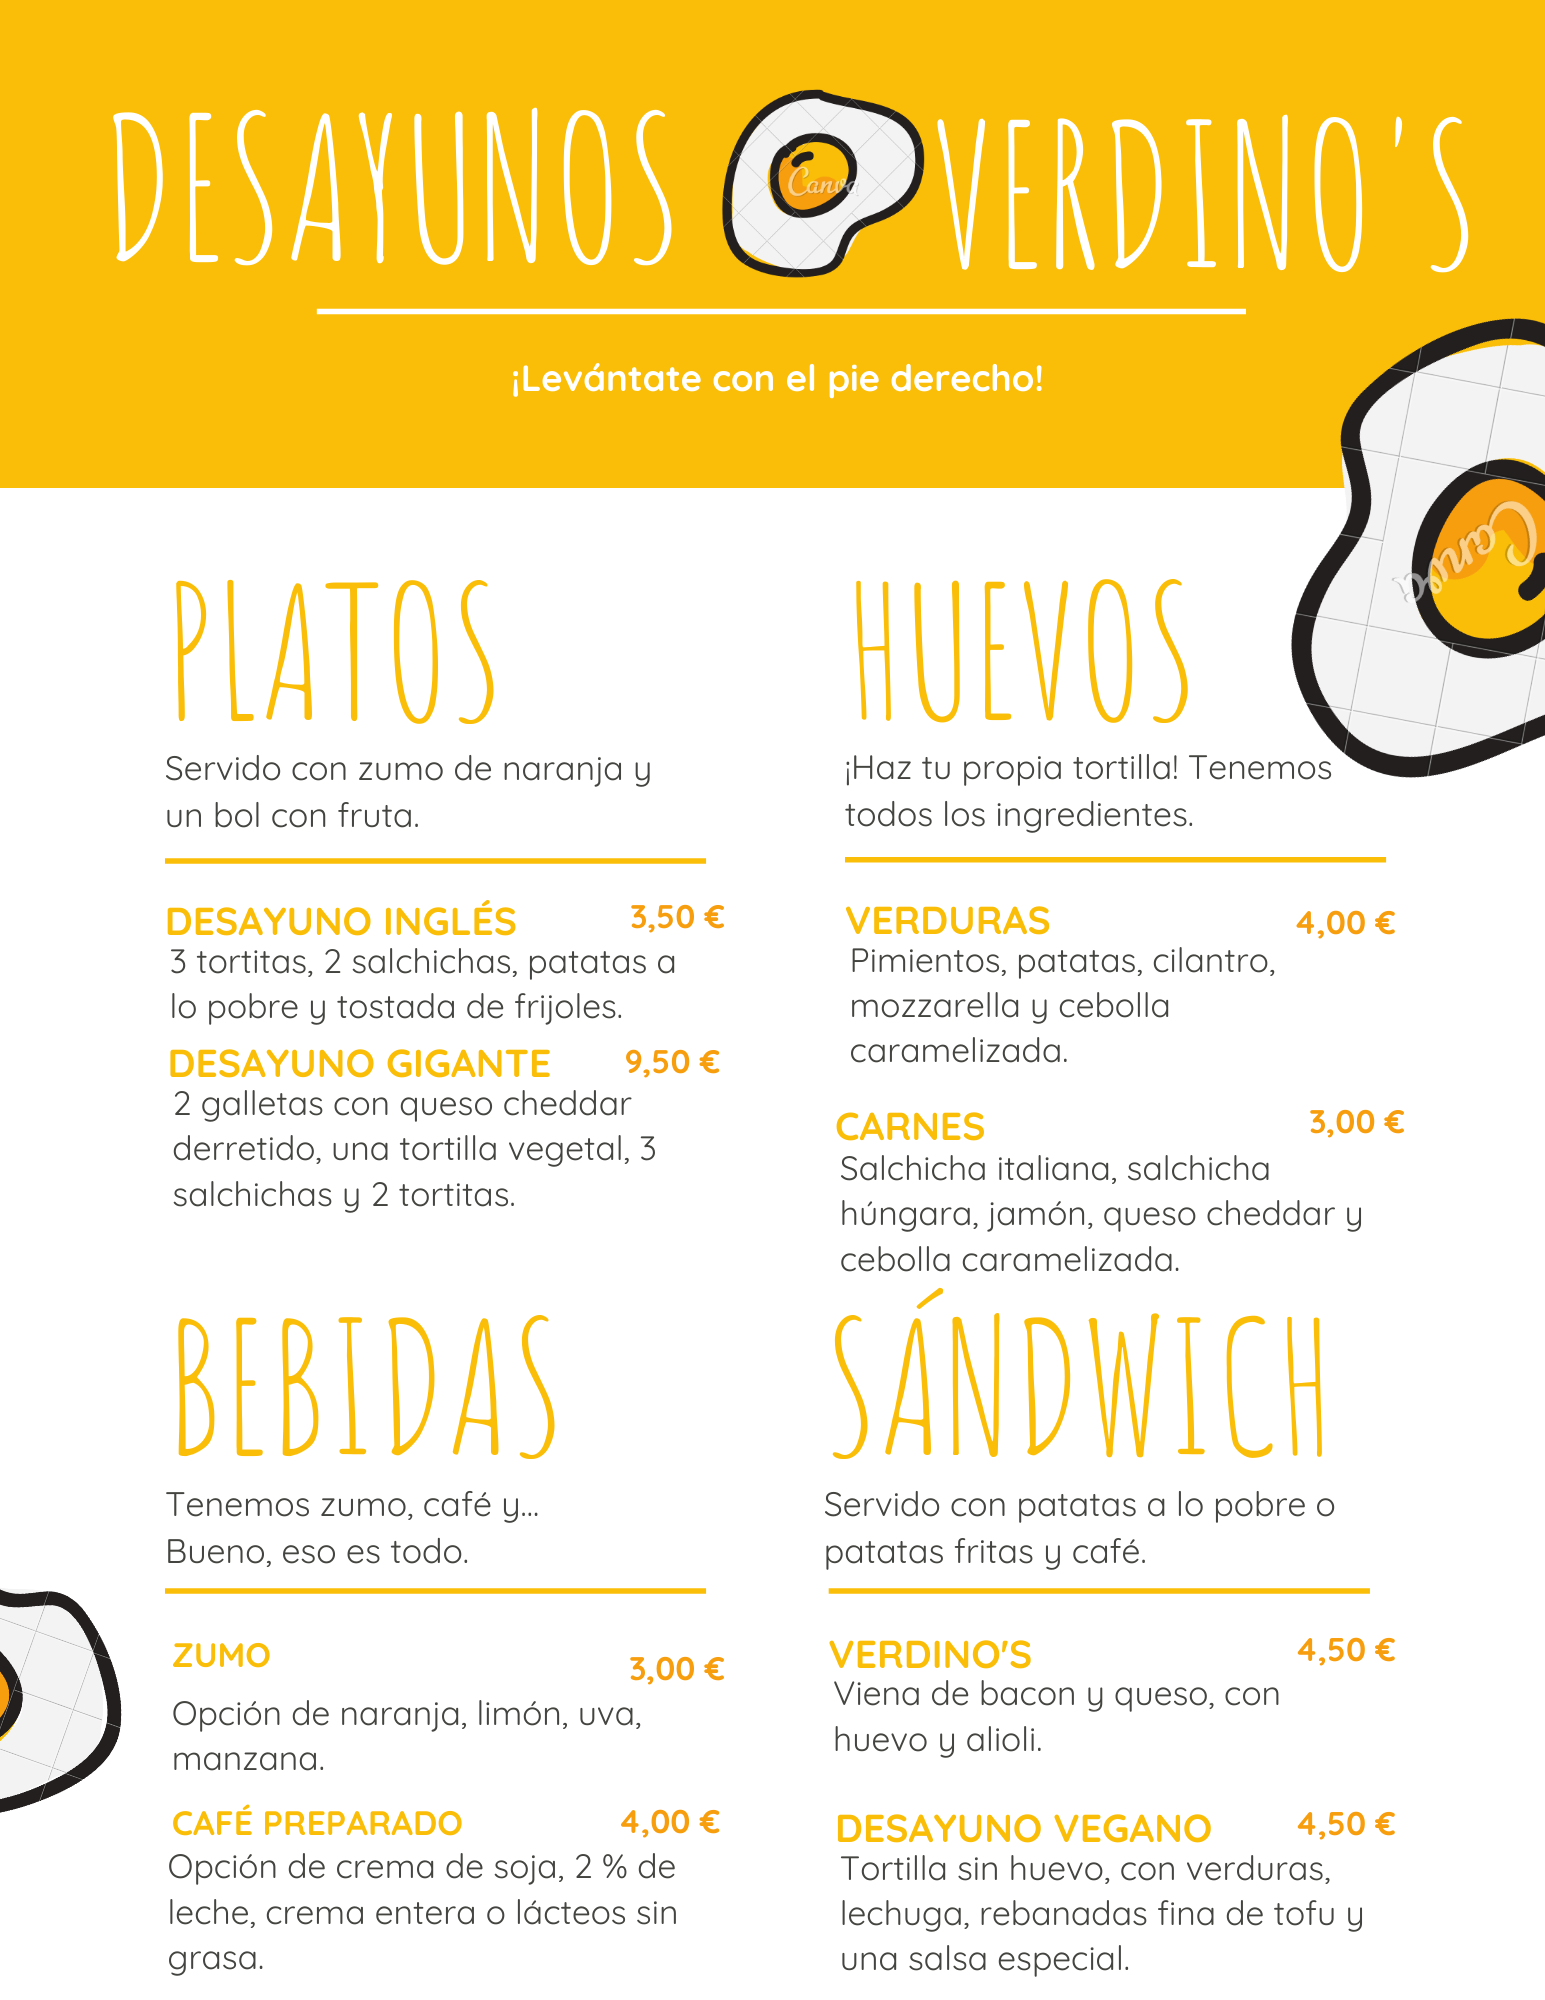 DESAYUNOS VERDINO'S
¡Levántate con el pie derecho!
PLATOS
Servido con zumo de naranja y
un bol con fruta.
DESAYUNO INGLÉS 3,50 €
3 tortitas, 2 salchichas, patatas a
lo pobre y tostada de frijoles.
DESAYUNO GIGANTE 9,50 €
2 galletas con queso cheddar
derretido, una tortilla vegetal, 3
salchichas y 2 tortitas.
HUEVOS
¡Haz tu propia tortilla! Tenemos
todos los ingredientes.
VERDURAS 4,00 €
Pimientos, patatas, cilantro,
mozzarella y cebolla
caramelizada.
CARNES 3,00 €
Salchicha italiana, salchicha
húngara, jamón, queso cheddar y
cebolla caramelizada.
BEBIDAS
Tenemos zumo, café y...
Bueno, eso es todo.
ZUMO 3,00 €
Opción de naranja, limón, uva,
manzana.
CAFÉ PREPARADO 4,00 €
Opción de crema de soja, 2 % de
leche, crema entera o lácteos sin
grasa.
SÁNDWICH
Servido con patatas a lo pobre o
patatas fritas y café.
VERDINO'S 4,50 €
Viena de bacon y queso, con
huevo y alioli.
DESAYUNO VEGANO 4,50 €
Tortilla sin huevo, con verduras,
lechuga, rebanadas fina de tofu y
una salsa especial.
Canva
Canva